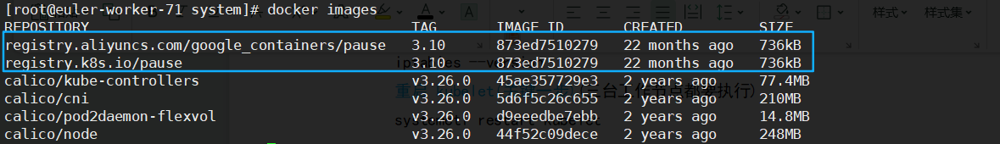 [root@euler-worker-71 system]# docker images
REPOSITORY TAG IMAGE ID CREATED SIZE
registry.aliyuncs.com/google_containers/pause 3.10 873ed7510279 22 months ago 736kB
registry.k8s.io/pause 3.10 873ed7510279 22 months ago 736kB
calico/kube-controllers v3.26.0 45ae357729e3 2 years ago 77.4MB
calico/cni v3.26.0 5d6f5c26c655 2 years ago 210MB
calico/pod2daemon-flexvol v3.26.0 d9eeedbe7ebb 2 years ago 14.8MB
calico/node v3.26.0 44f52c09dece 2 years ago 248MB
样式
样式
systemctl restart kubelet